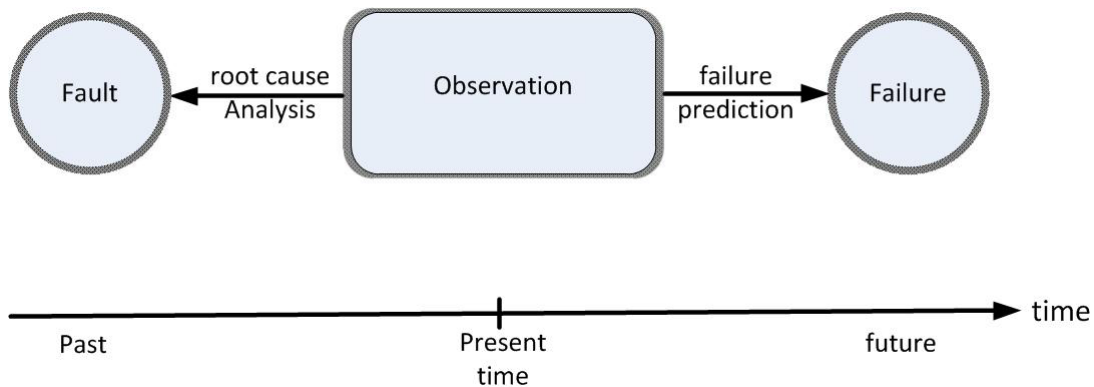 Fault
root cause
Analysis
Observation
failure
prediction
Failure
time
Past
Present
time
future